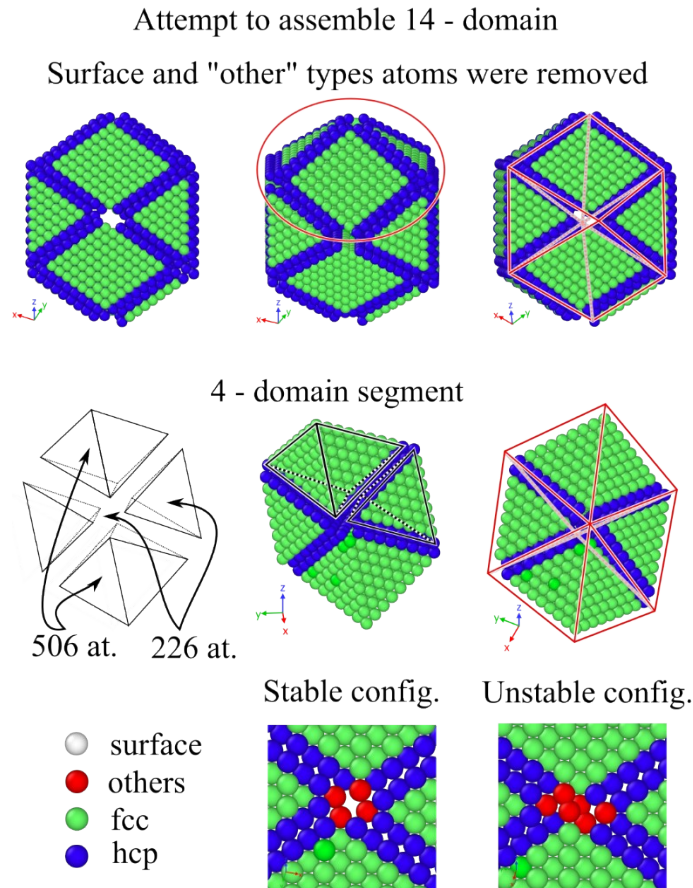 Attempt to assemble 14 - domain
Surface and "other" types atoms were removed
z
x y
z
x y
z
x y
4 - domain segment
506 at. 226 at.
z
y
x
z
y
x
Stable config. Unstable config.
surface
others
fcc
hcp